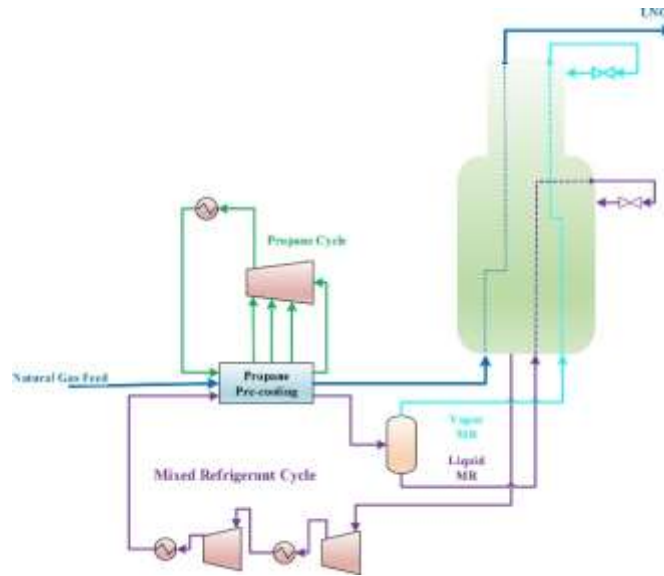 LNG
Propane Cycle
Natural Gas Feed
Propane
Pre-cooling
Vapor
MR
Liquid
MR
Mixed Refrigerant Cycle